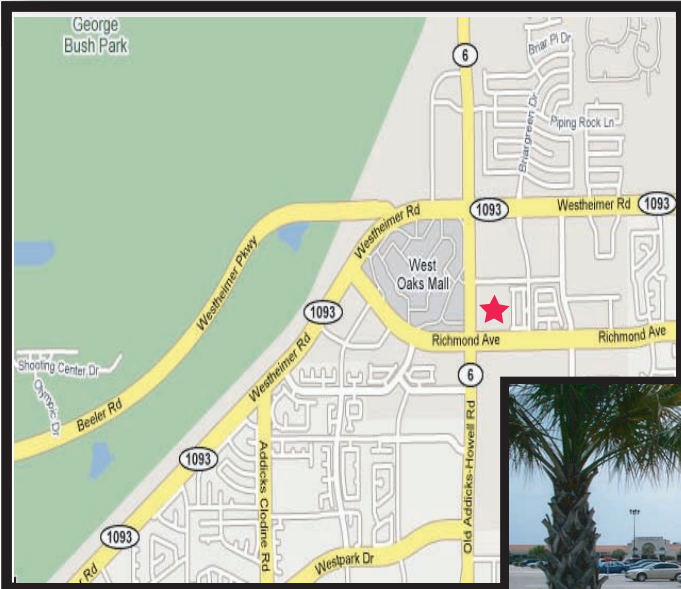 George
Bush Park
6
Briar Pl Dr
Briargreen Dr
Piping Rock Ln
Westheimer Rd
1093
Westheimer Rd
1093
Westheimer Pkwy
West
Oaks Mall
1093
Richmond Ave
Richmond Ave
Westheimer Rd
Shooting Center Dr
Olympic Dr
Beeler Rd
6
Old Addicks-Howell Rd
1093
Addicks Clodine Rd
1093
Westpark Dr
Rd